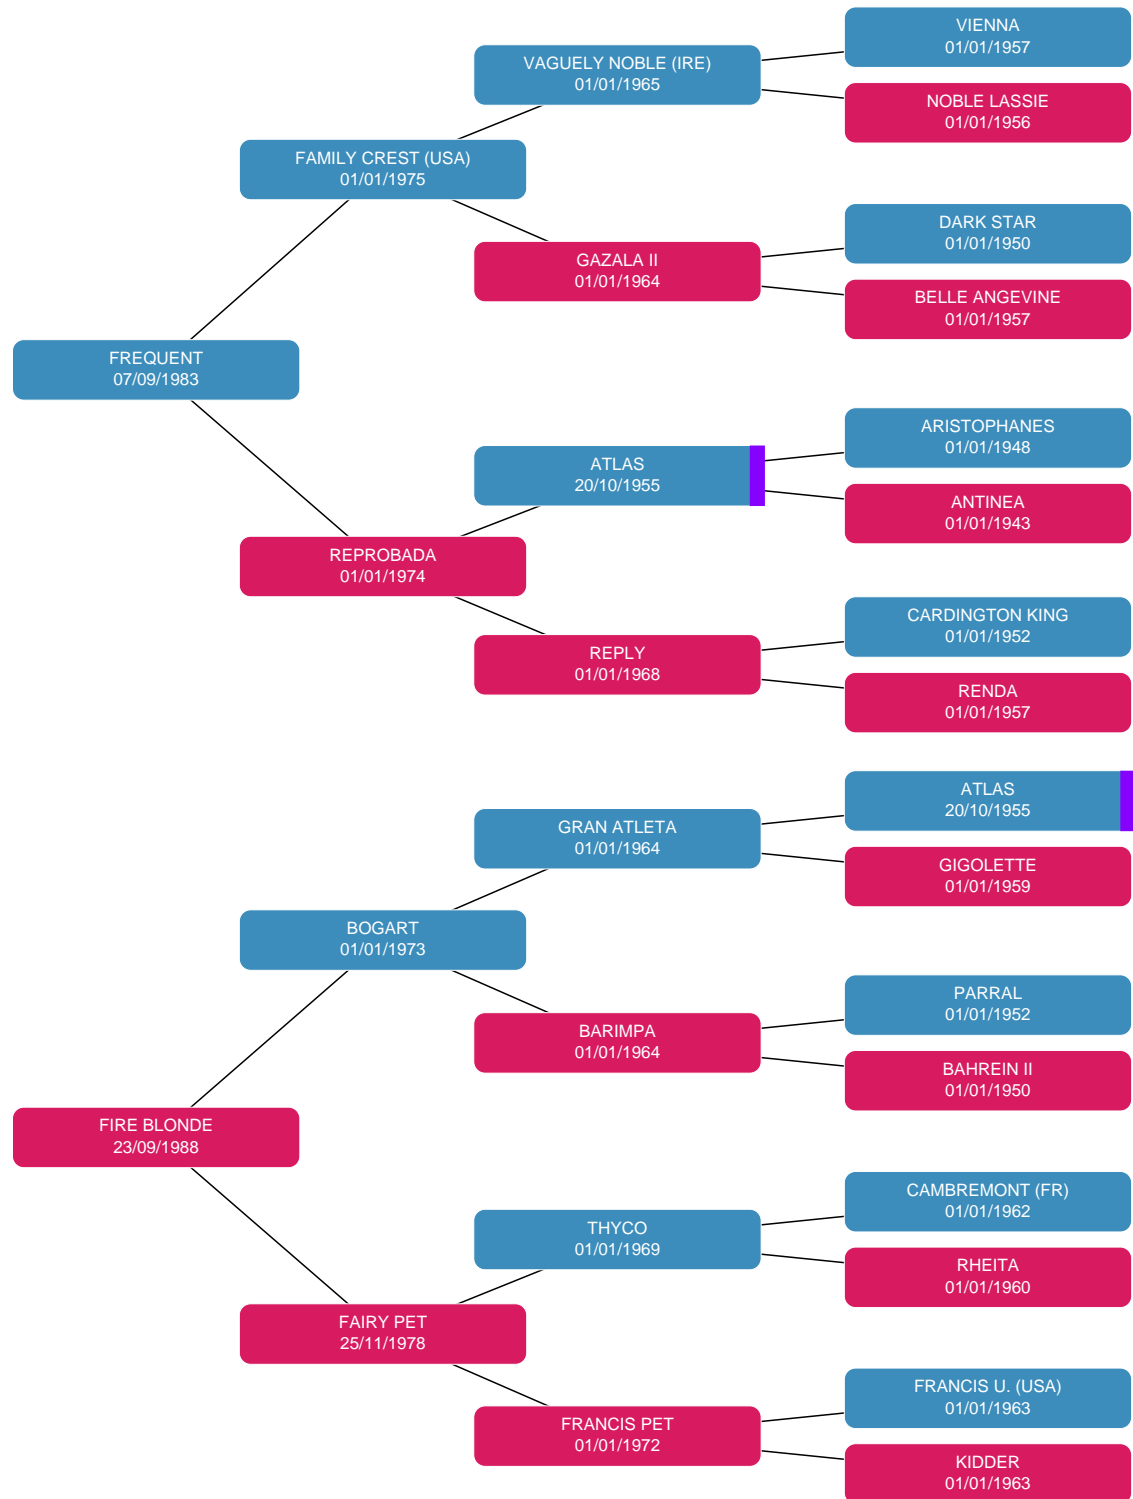 VIENNA
01/01/1957
VAGUELY NOBLE (IRE)
01/01/1965
NOBLE LASSIE
01/01/1956
FAMILY CREST (USA)
01/01/1975
DARK STAR
01/01/1950
GAZALA II
01/01/1964
BELLE ANGEVINE
01/01/1957
FREQUENT
07/09/1983
ARISTOPHANES
01/01/1948
ATLAS
20/10/1955
ANTINEA
01/01/1943
REPROBADA
01/01/1974
CARDINGTON KING
01/01/1952
REPLY
01/01/1968
RENDA
01/01/1957
ATLAS
20/10/1955
GRAN ATLETA
01/01/1964
GIGOLETTE
01/01/1959
BOGART
01/01/1973
PARRAL
01/01/1952
BARIMPA
01/01/1964
BAHREIN II
01/01/1950
FIRE BLONDE
23/09/1988
CAMBREMONT (FR)
01/01/1962
THYCO
01/01/1969
RHEITA
01/01/1960
FAIRY PET
25/11/1978
FRANCIS U. (USA)
01/01/1963
FRANCIS PET
01/01/1972
KIDDER
01/01/1963